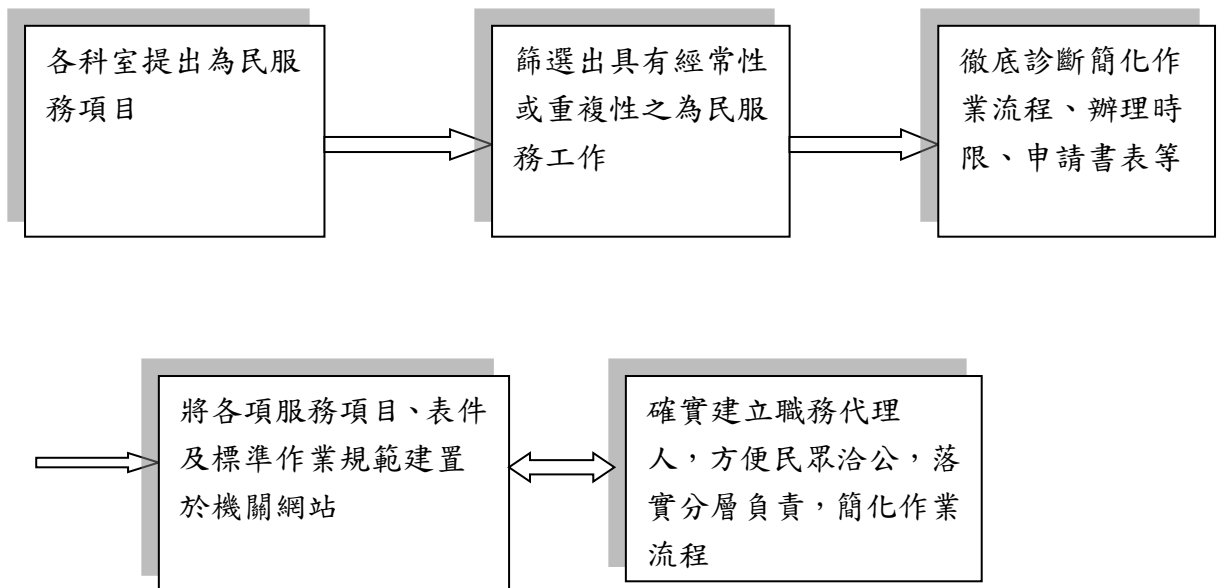 各科室提出為民服
務項目
篩選出具有經常性
或重複性之為民服
務工作
徹底診斷簡化作
業流程、辦理時
限、申請書表等
將各項服務項目、表件
及標準作業規範建置
於機關網站
確實建立職務代理
人，方便民眾洽公，落
實分層負責，簡化作業
流程